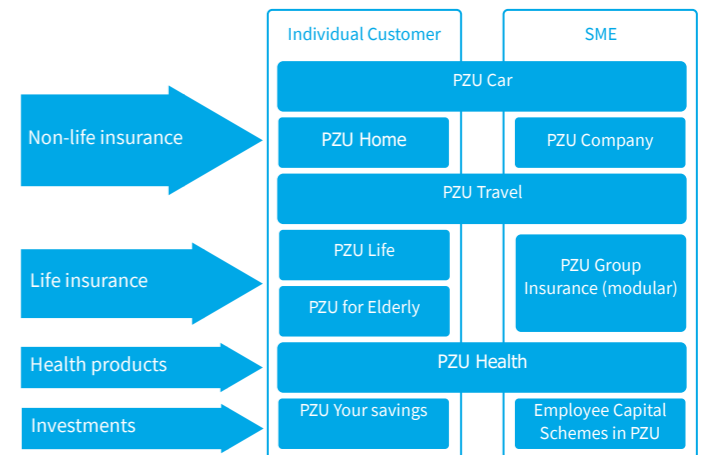 Individual Customer
SME
PZU Car
Non-life insurance
PZU Home
PZU Company
PZU Travel
PZU Life
Life insurance
PZU Group
Insurance (modular)
PZU for Elderly
Health products
PZU Health
Investments
PZU Your savings
Employee Capital
Schemes in PZU